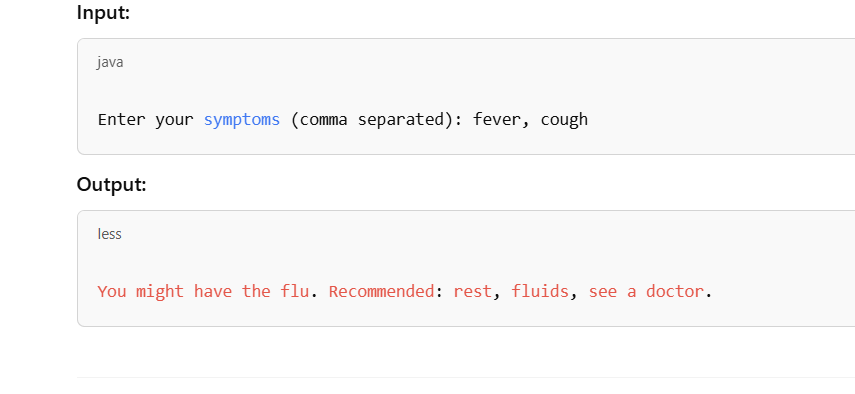 Input:
java
Enter your symptoms (comma separated): fever, cough
Output:
less
You might have the flu. Recommended: rest, fluids, see a doctor.